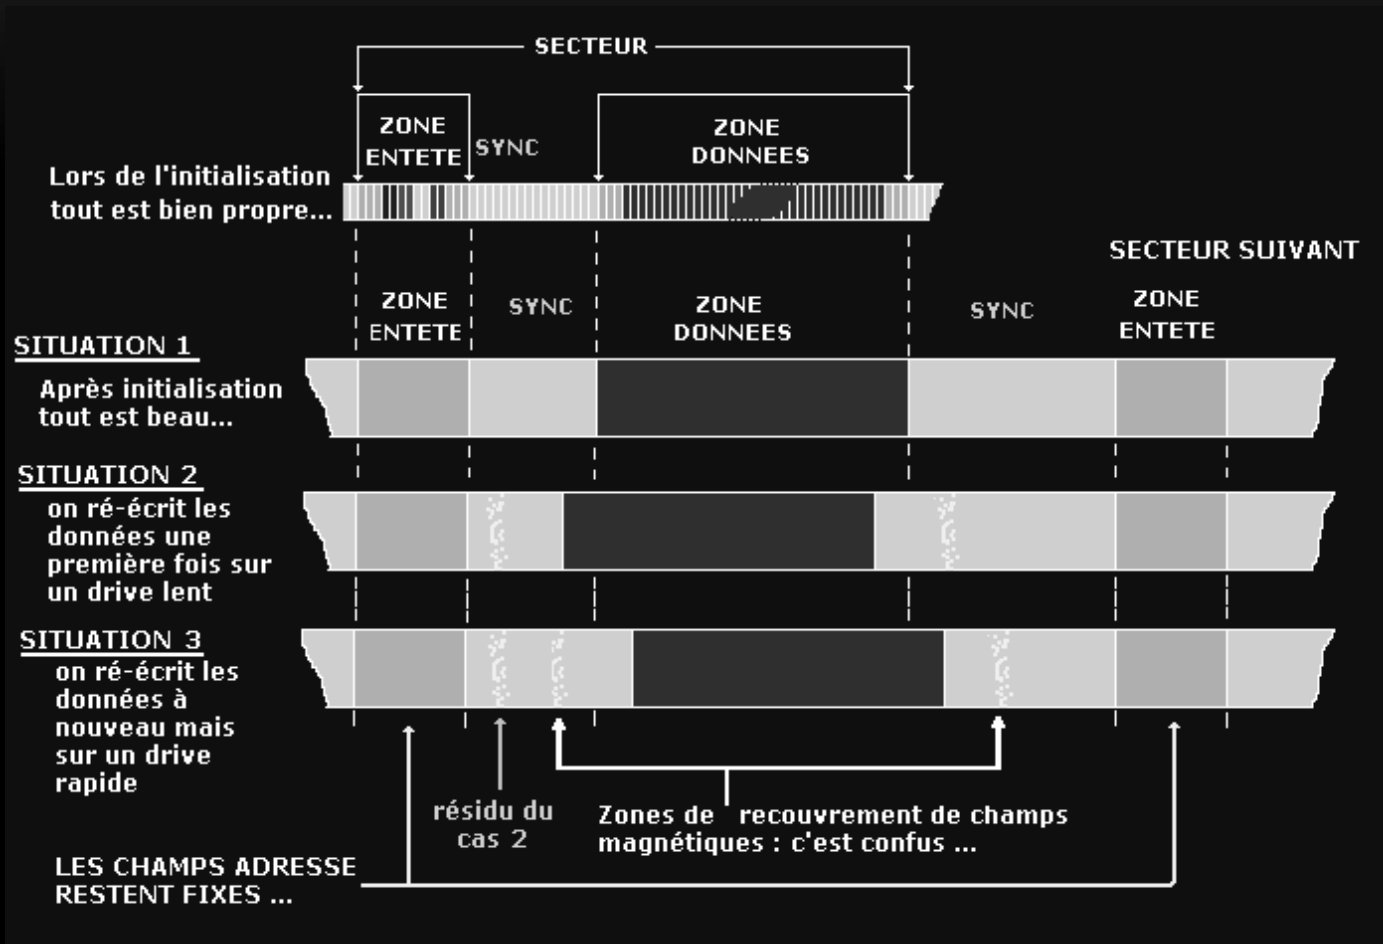 SECTEUR
ZONE
ENTETE
SYNC
ZONE
DONNEES
Lors de l'initialisation
tout est bien propre...
SECTEUR SUIVANT
ZONE
ENTETE
SYNC
ZONE
DONNEES
SYNC
ZONE
ENTETE
SITUATION 1
Après initialisation
tout est beau...
SITUATION 2
on ré-écrit les
données une
première fois sur
un drive lent
SITUATION 3
on ré-écrit les
données à
nouveau mais
sur un drive
rapide
résidu du
cas 2
Zones de recouvrement de champs
magnétiques : c'est confus ...
LES CHAMPS ADRESSE
RESTENT FIXES ...